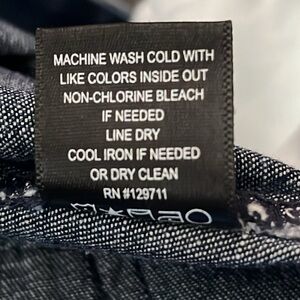 MACHINE WASH COLD WITH
LIKE COLORS INSIDE OUT
NON-CHLORINE BLEACH
IF NEEDED
LINE DRY
COOL IRON IF NEEDED
OR DRY CLEAN
RN #129711